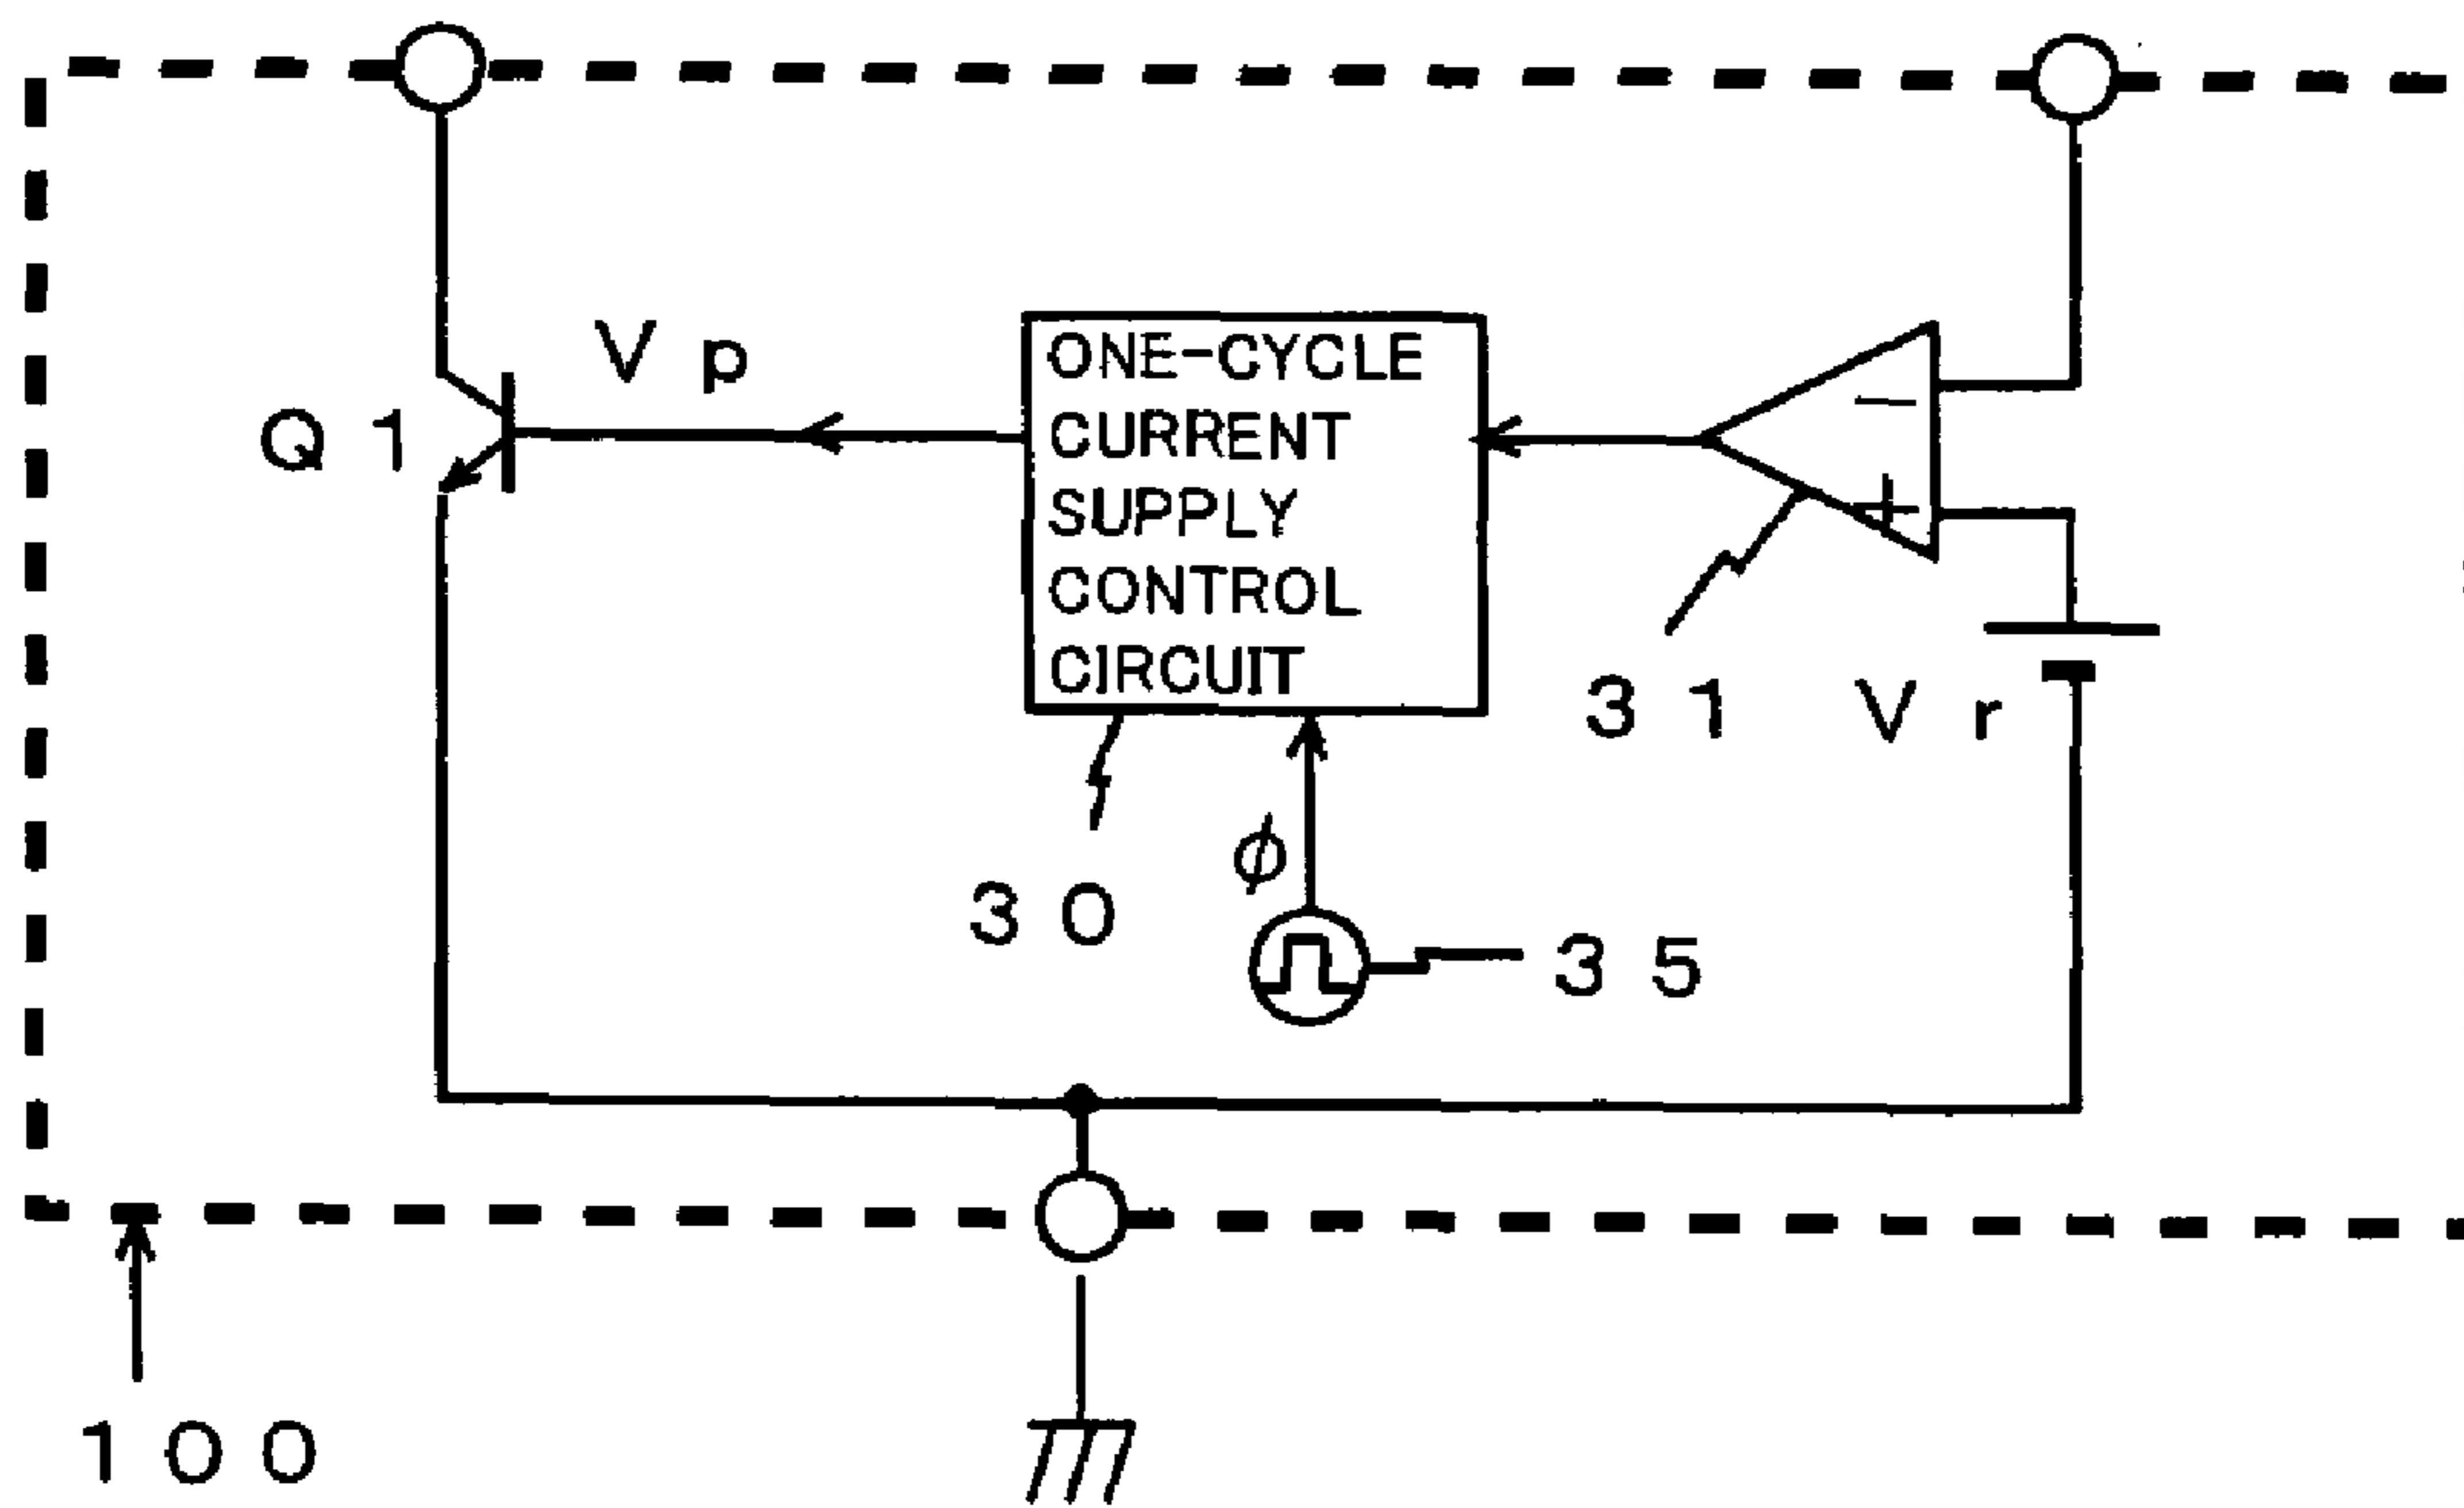 V p
Q 1
ONE-CYCLE
CURRENT
SUPPLY
CONTROL
CIRCUIT
−
+
3 1
V r
ϕ
3 0
3 5
1 0 0